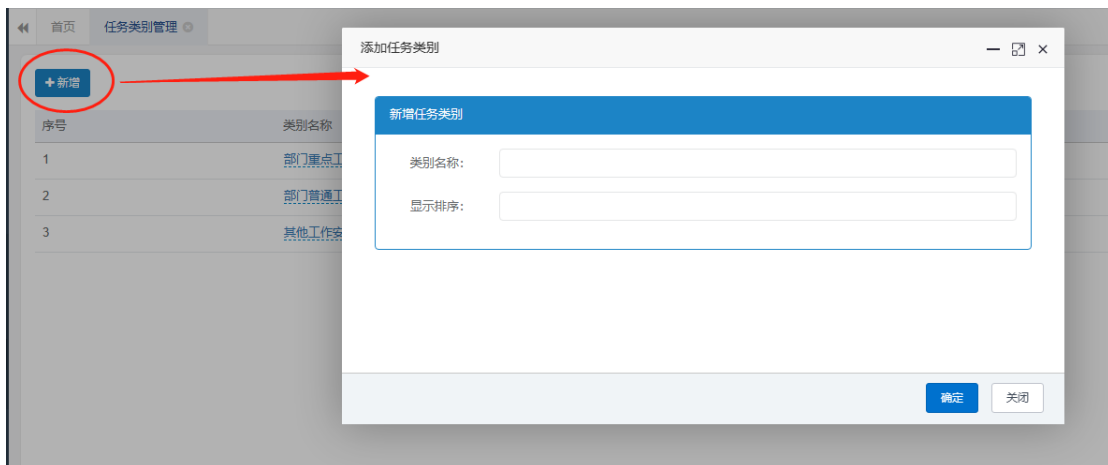 首页 任务类别管理
添加任务类别
新增
新增任务类别
序号 类别名称
类别名称:
1 部门重点工
2 部门普通工
显示排序:
3 其他工作安
确定 关闭